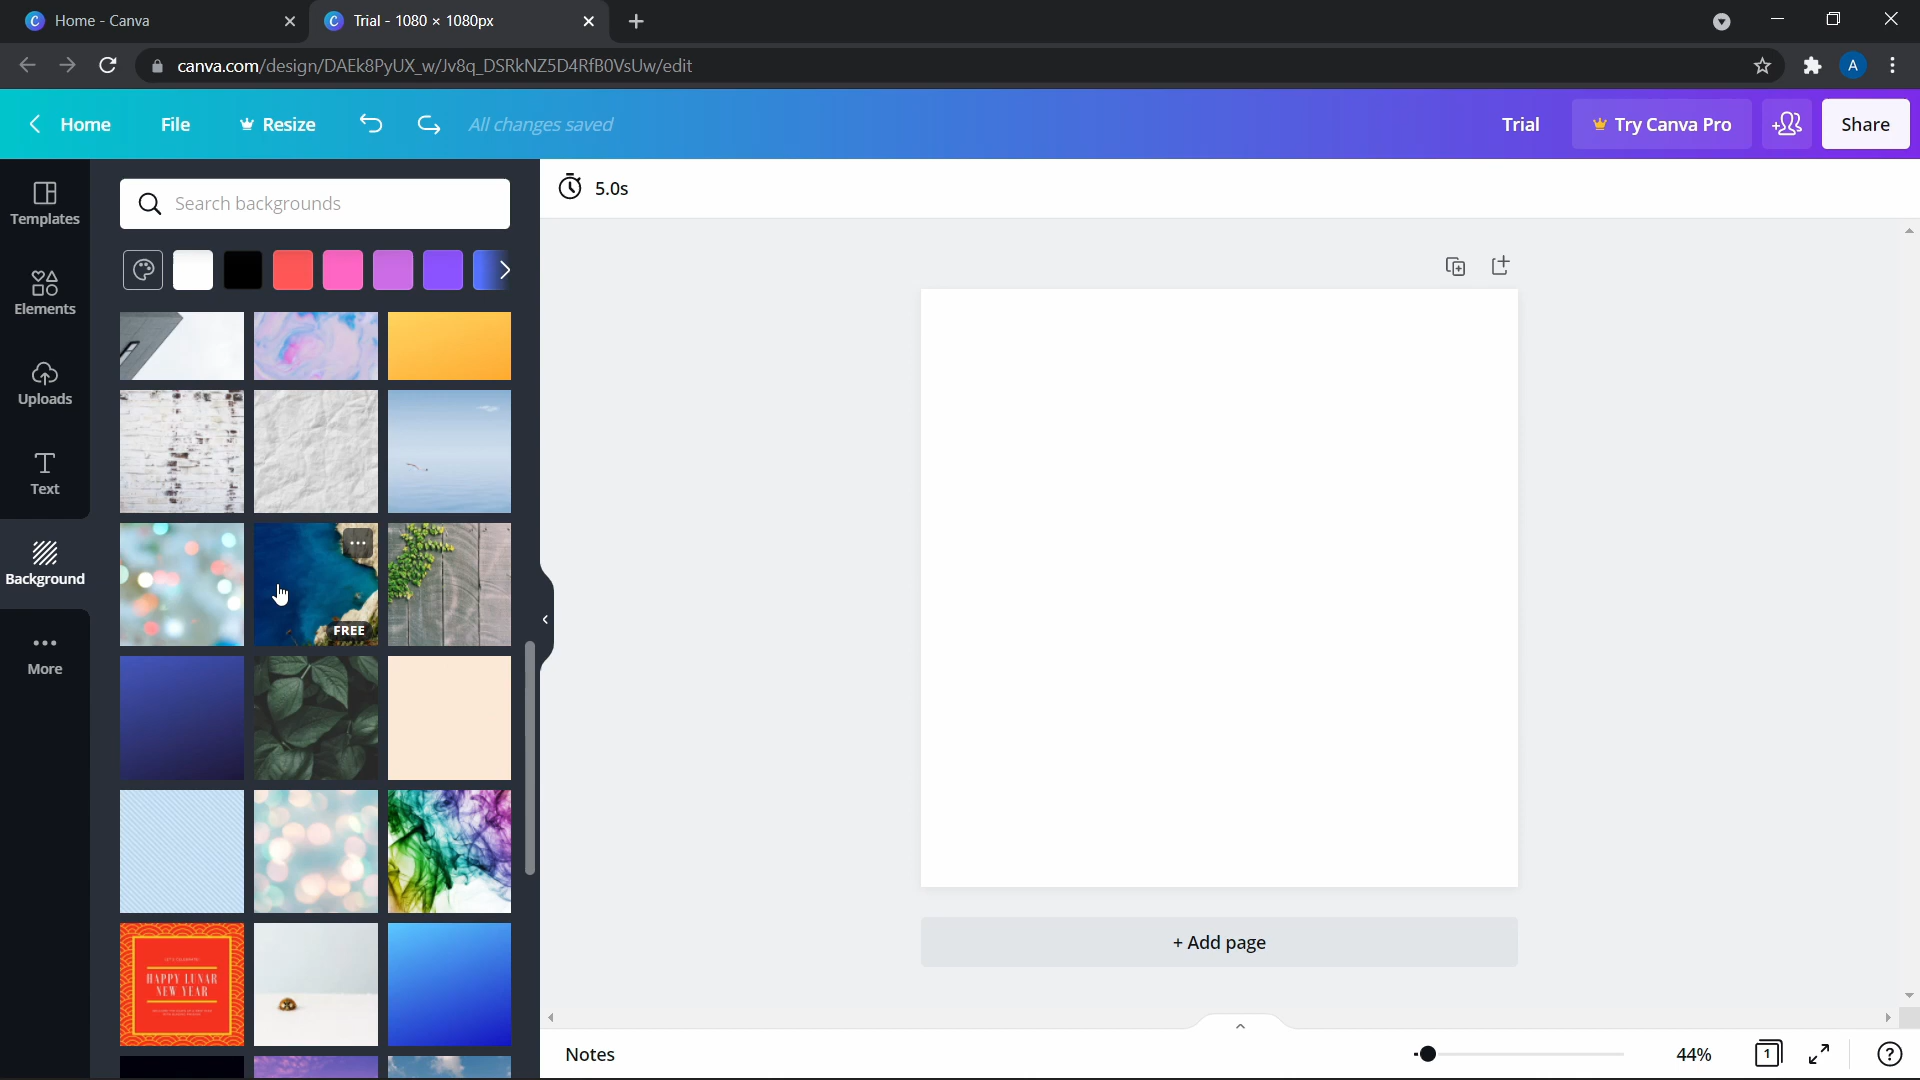 Home - Canva
Trial - 1080 × 1080px
canva.com/design/DAEk8PyUX_w/Jv8q_DSRkNZ5D4RfB0VsUw/edit
A
Home
File
Resize
All changes saved
Trial
Try Canva Pro
Share
Templates
Elements
Uploads
Text
Background
More
Search backgrounds
FREE
HAPPY LUNAR
NEW YEAR
5.0s
+ Add page
Notes
44%
1